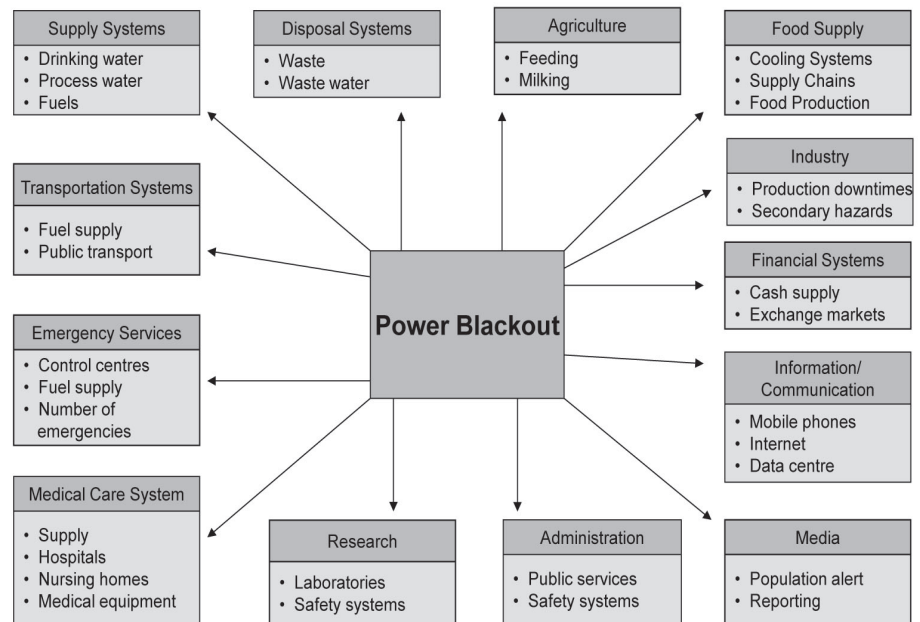 Supply Systems
• Drinking water
• Process water
• Fuels
Disposal Systems
• Waste
• Waste water
Agriculture
• Feeding
• Milking
Food Supply
• Cooling Systems
• Supply Chains
• Food Production
Transportation Systems
• Fuel supply
• Public transport
Industry
• Production downtimes
• Secondary hazards
Power Blackout
Financial Systems
• Cash supply
• Exchange markets
Emergency Services
• Control centres
• Fuel supply
• Number of
emergencies
Information/
Communication
• Mobile phones
• Internet
• Data centre
Medical Care System
• Supply
• Hospitals
• Nursing homes
• Medical equipment
Research
• Laboratories
• Safety systems
Administration
• Public services
• Safety systems
Media
• Population alert
• Reporting